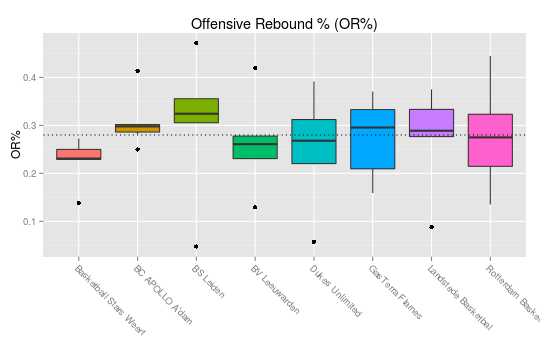 Offensive Rebound % (OR%)
OR%
0.4
0.3
0.2
0.1
Basketball Stars Weert
BC APOLLO A'dam
BS Leiden
BV Leeuwarden
Dukes Unlimited
GasTerra Flames
Landstede Basketbal
Rotterdam Basket